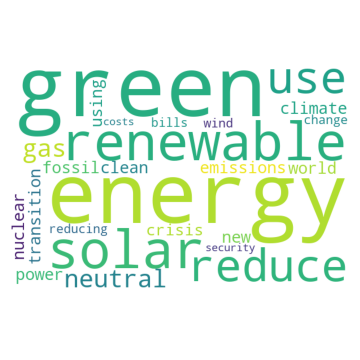 green
use
using
costs
bills
wind
climate
change
renewable
gas
fossil
clean
emissions
world
energy
nuclear
transition
reducing
crisis
new
security
solar
reduce
power
neutral